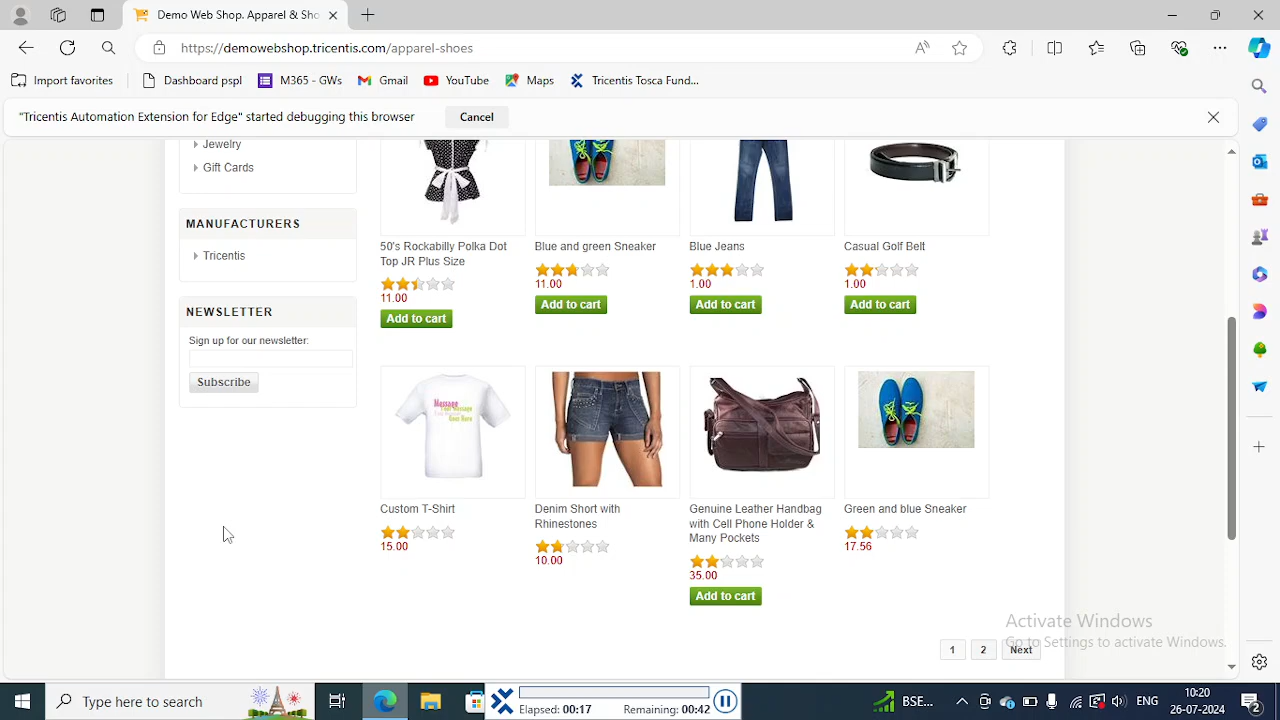 Demo Web Shop. Apparel & Sho
https://demowebshop.tricentis.com/apparel-shoes
Import favorites
Dashboard pspl
M365 - GWs
Gmail
YouTube
Maps
Tricentis Tosca Fund...
"Tricentis Automation Extension for Edge" started debugging this browser
Cancel
Jewelry
Gift Cards
MANUFACTURERS
Tricentis
NEWSLETTER
Sign up for our newsletter:
Subscribe
50's Rockabilly Polka Dot
Top JR Plus Size
11.00
Add to cart
Blue and green Sneaker
11.00
Add to cart
Blue Jeans
1.00
Add to cart
Casual Golf Belt
1.00
Add to cart
Custom T-Shirt
15.00
Denim Short with
Rhinestones
10.00
Genuine Leather Handbag
with Cell Phone Holder &
Many Pockets
35.00
Add to cart
Green and blue Sneaker
17.56
1
2
Next
Activate Windows
Go to Settings to activate Windows.
Type here to search
Elapsed: 00:17
Remaining: 00:42
BSE...
ENG
10:20
26-07-2024
2